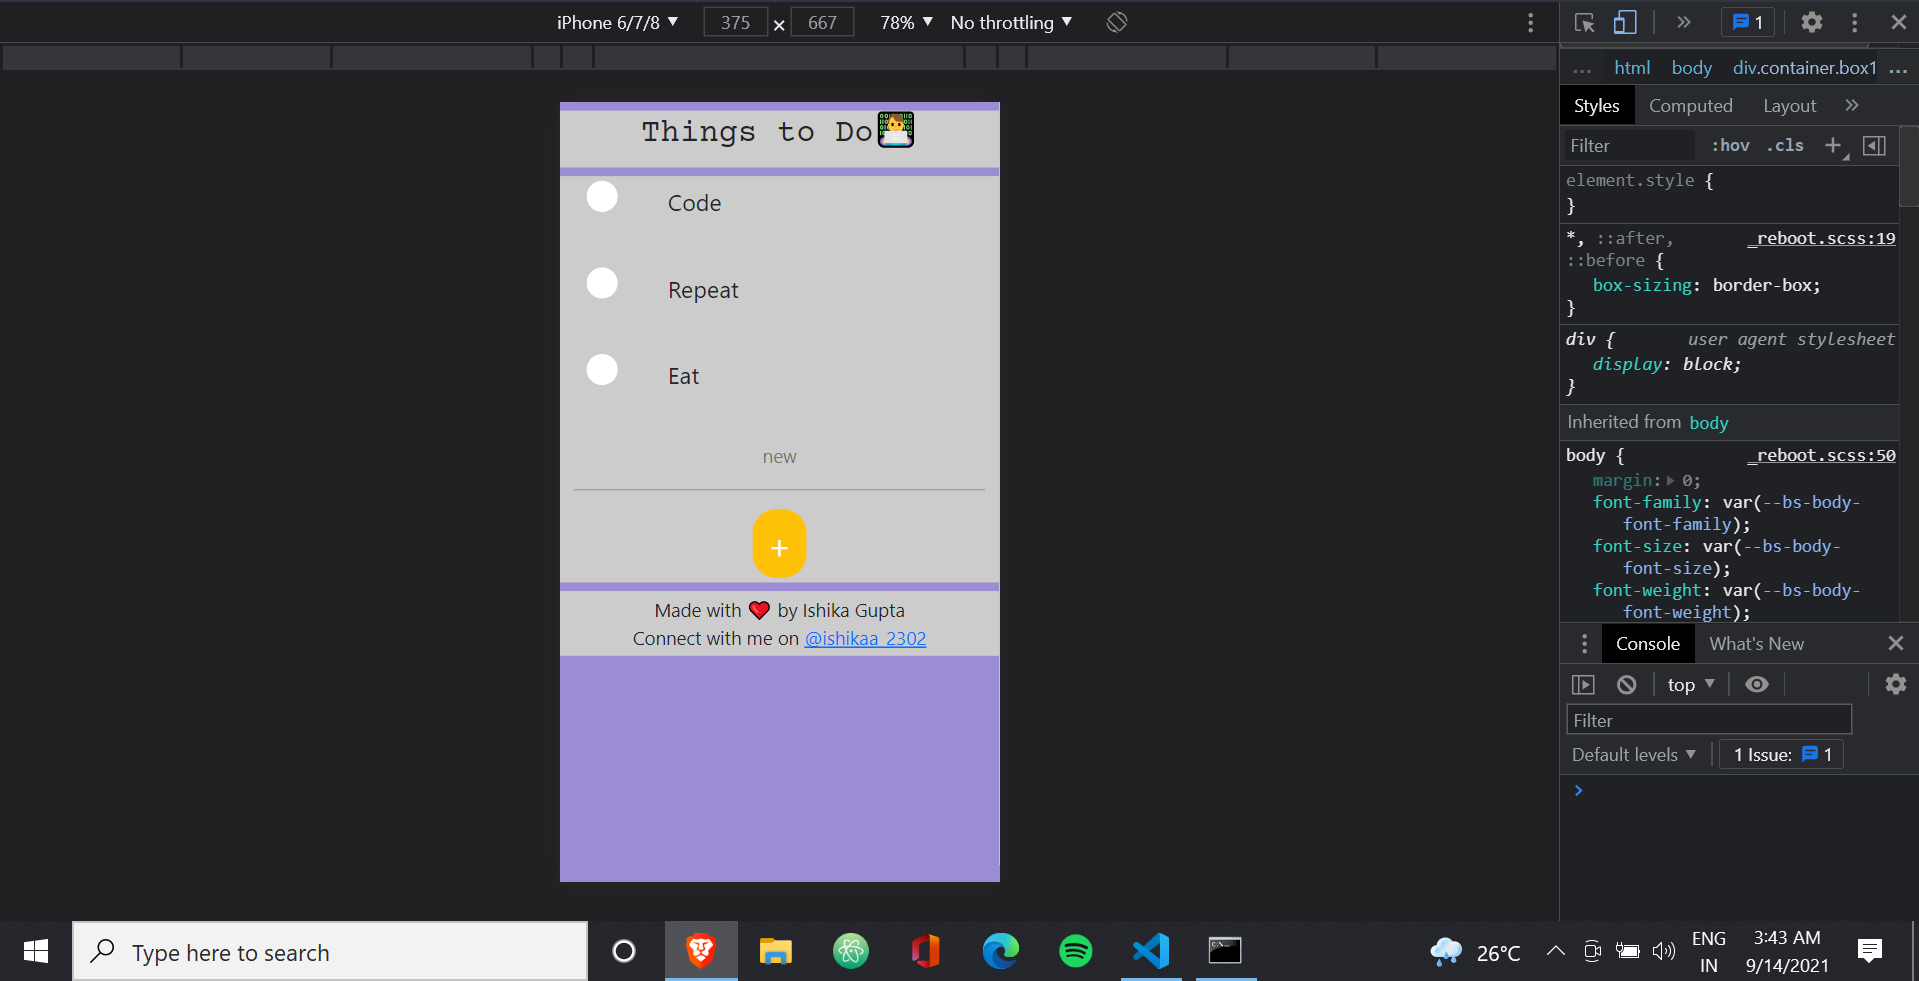 iPhone 6/7/8 ▼ 375 × 667 78% ▼ No throttling ▼
1
... html body div.container.box1 ...
Styles Computed Layout »
Filter :hov .cls +
element.style {
}
*, ::after, _reboot.scss:19
::before {
box-sizing: border-box;
}
div { user agent stylesheet
display: block;
}
Inherited from body
body { _reboot.scss:50
margin: ▶ 0;
font-family: var(--bs-body-
font-family);
font-size: var(--bs-body-
font-size);
font-weight: var(--bs-body-
font-weight);
Console What's New
top ▼
Filter
Default levels ▼ 1 Issue: 1
Things to Do👨‍💻
Code
Repeat
Eat
new
+
Made with ❤️ by Ishika Gupta
Connect with me on @ishikaa_2302
Type here to search
26°C
ENG
IN
3:43 AM
9/14/2021